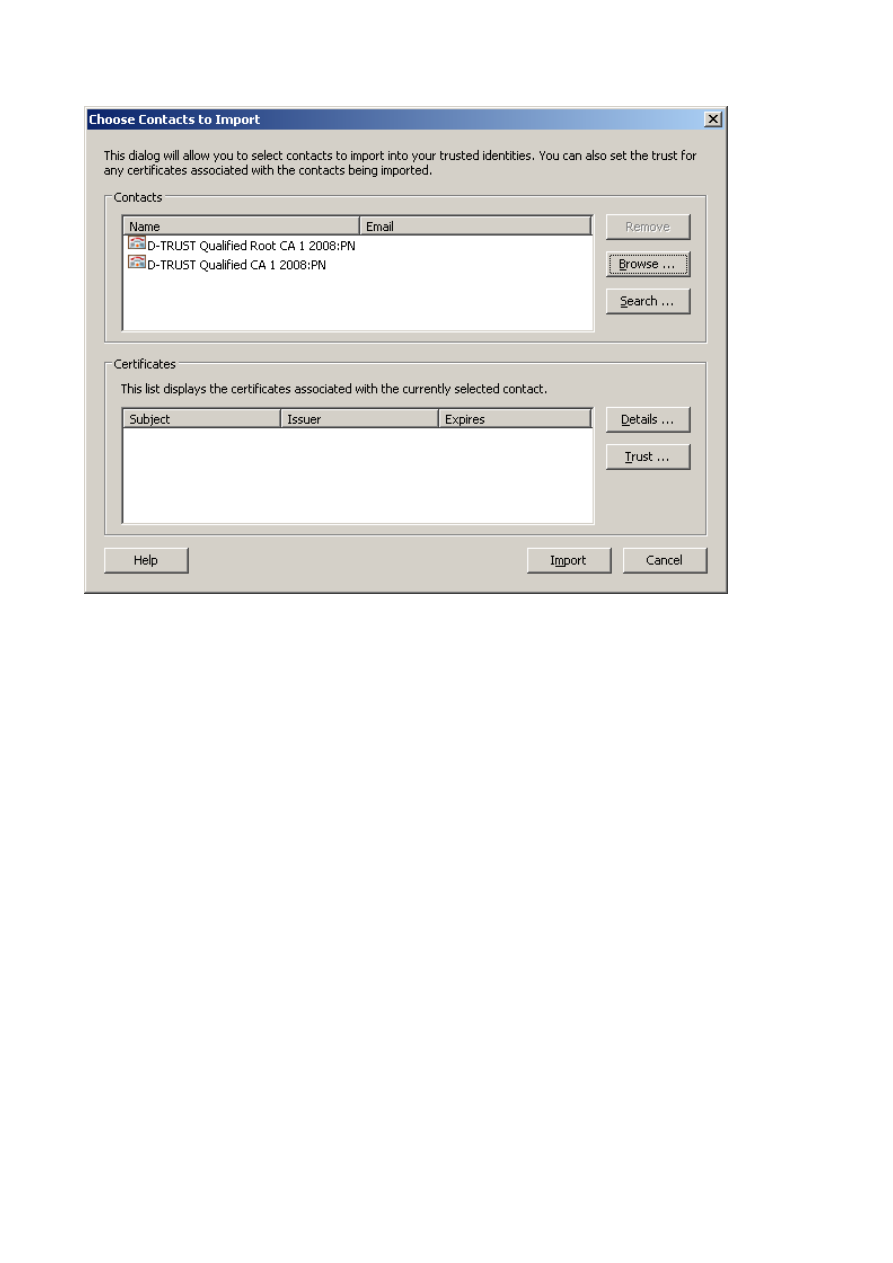 Choose Contacts to Import
This dialog will allow you to select contacts to import into your trusted identities. You can also set the trust for
any certificates associated with the contacts being imported.
Contacts
Name Email
D-TRUST Qualified Root CA 1 2008:PN
D-TRUST Qualified CA 1 2008:PN
Remove
Browse ...
Search ...
Certificates
This list displays the certificates associated with the currently selected contact.
Subject Issuer Expires
Details ...
Trust ...
Help Import Cancel